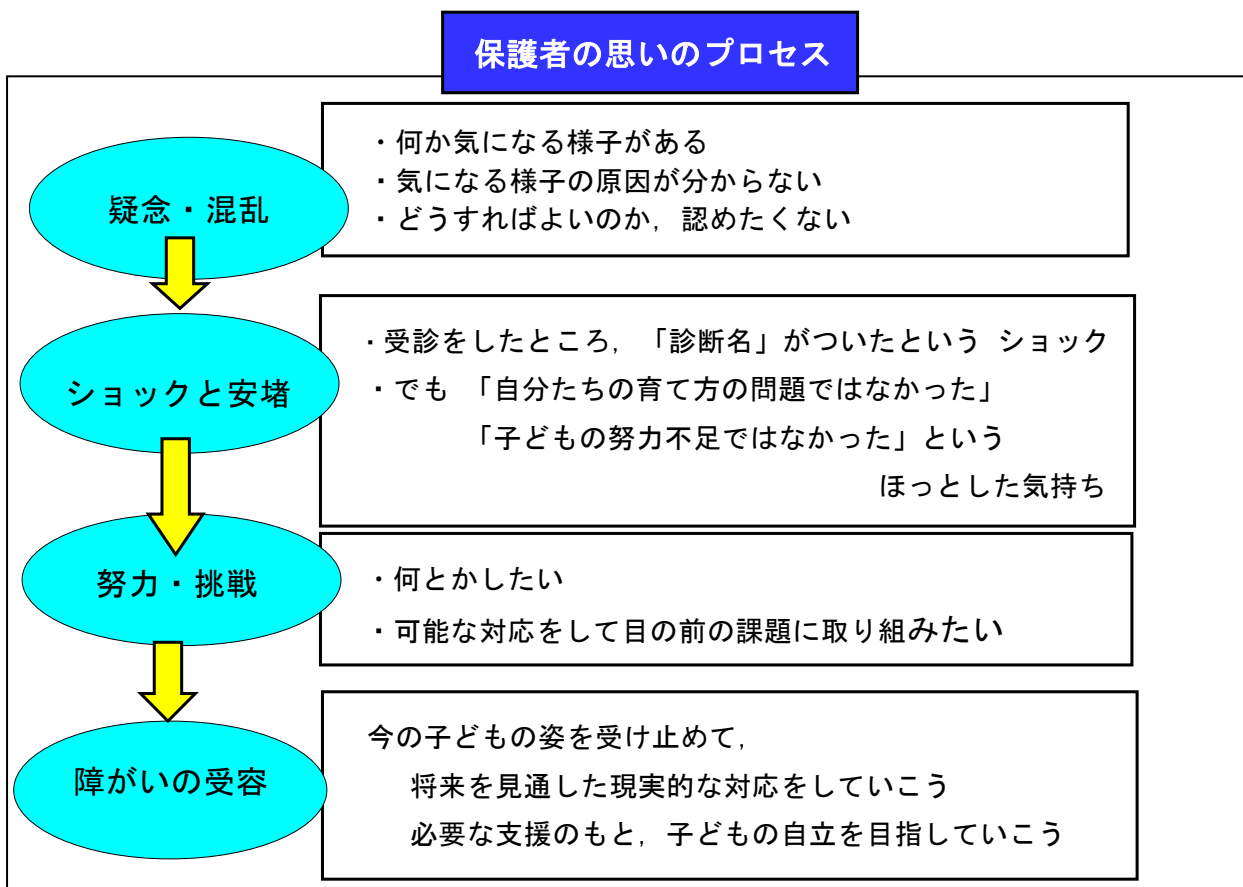 保護者の思いのプロセス
疑念・混乱
・何か気になる様子がある
・気になる様子の原因が分からない
・どうすればよいのか，認めたくない
ショックと安堵
・受診をしたところ，「診断名」がついたという ショック
・でも 「自分たちの育て方の問題ではなかった」
「子どもの努力不足ではなかった」という
ほっとした気持ち
努力・挑戦
・何とかしたい
・可能な対応をして目の前の課題に取り組みたい
障がいの受容
今の子どもの姿を受け止めて，
将来を見通した現実的な対応をしていこう
必要な支援のもと，子どもの自立を目指していこう